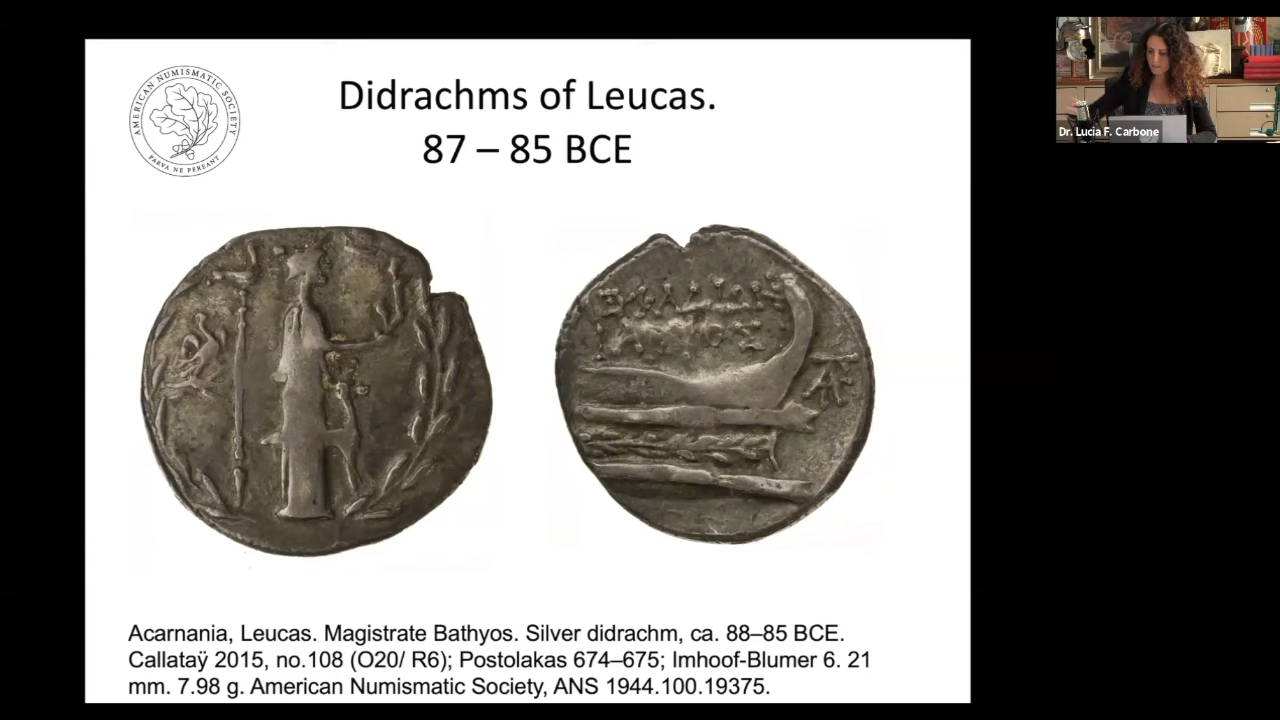 AMERICAN NUMISMATIC SOCIETY
PARVA NE PEREANT
Didrachms of Leucas.
87 – 85 BCE
Dr. Lucia F. Carbone
Acarnania, Leucas. Magistrate Bathyos. Silver didrachm, ca. 88–85 BCE.
Callataÿ 2015, no.108 (O20/ R6); Postolakas 674–675; Imhoof-Blumer 6. 21
mm. 7.98 g. American Numismatic Society, ANS 1944.100.19375.